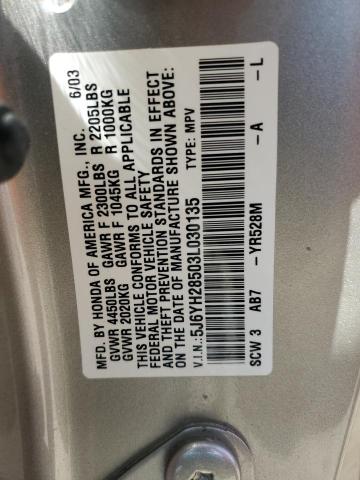 MFD. BY HONDA OF AMERICA MFG., INC. 6/03
GVWR 4450LBS GAWR F 2300LBS R 2205LBS
GVWR 2020KG GAWR F 1045KG R 1000KG
THIS VEHICLE CONFORMS TO ALL APPLICABLE
FEDERAL MOTOR VEHICLE SAFETY
AND THEFT PREVENTION STANDARDS IN EFFECT
ON THE DATE OF MANUFACTURE SHOWN ABOVE:
V.I.N.:5J6YH28503L030135 TYPE: MPV
SCW 3 AB7 —YR528M —A —L